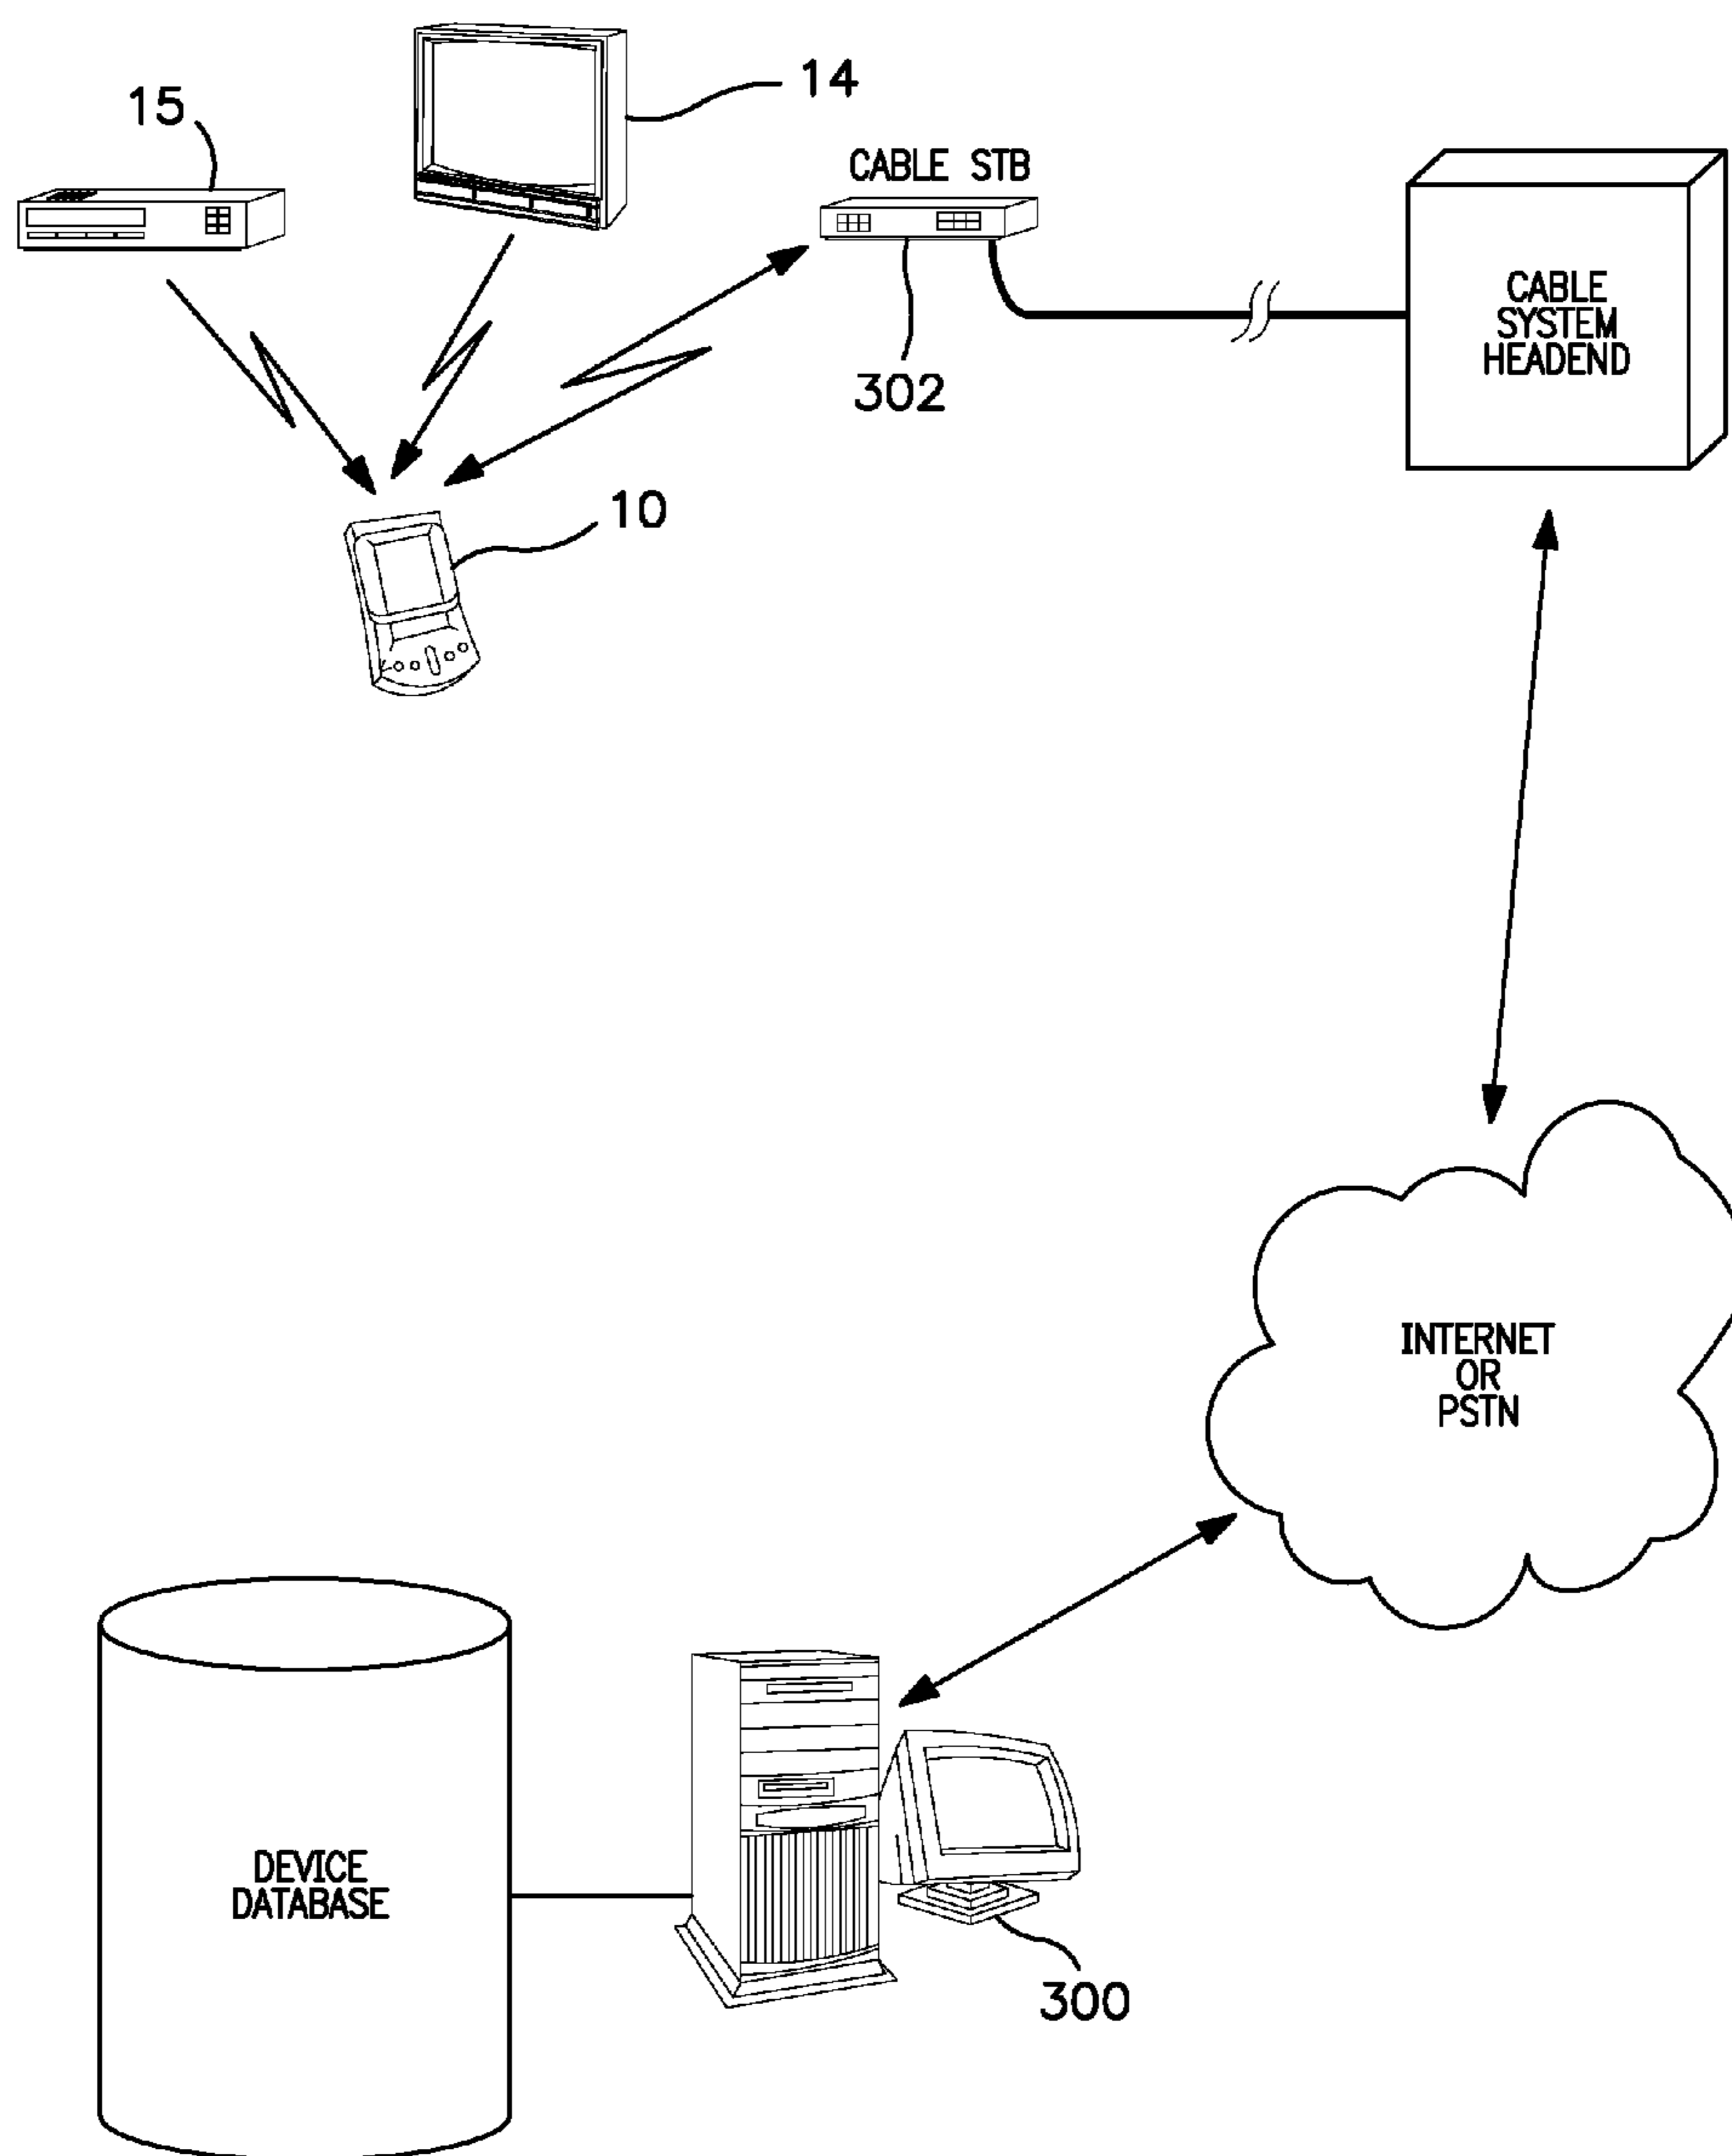 14
15
CABLE STB
CABLE
SYSTEM
HEADEND
302
10
INTERNET
OR
PSTN
DEVICE
DATABASE
300